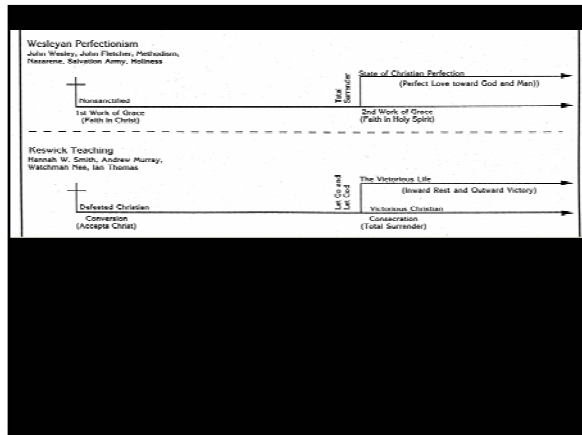 Wesleyan Perfectionism
John Wesley, John Fletcher, Methodism,
Nazarene, Salvation Army, Holiness
Total
Surrender
State of Christian Perfection
(Perfect Love toward God and Man))
Nonsanctified
1st Work of Grace
(Faith in Christ)
2nd Work of Grace
(Faith in Holy Spirit)
Keswick Teaching
Hannah W. Smith, Andrew Murray,
Watchman Nee, Ian Thomas
Let Go and
Let God
The Victorious Life
(Inward Rest and Outward Victory)
Defeated Christian
Victorious Christian
Conversion
(Accepts Christ)
Consecration
(Total Surrender)